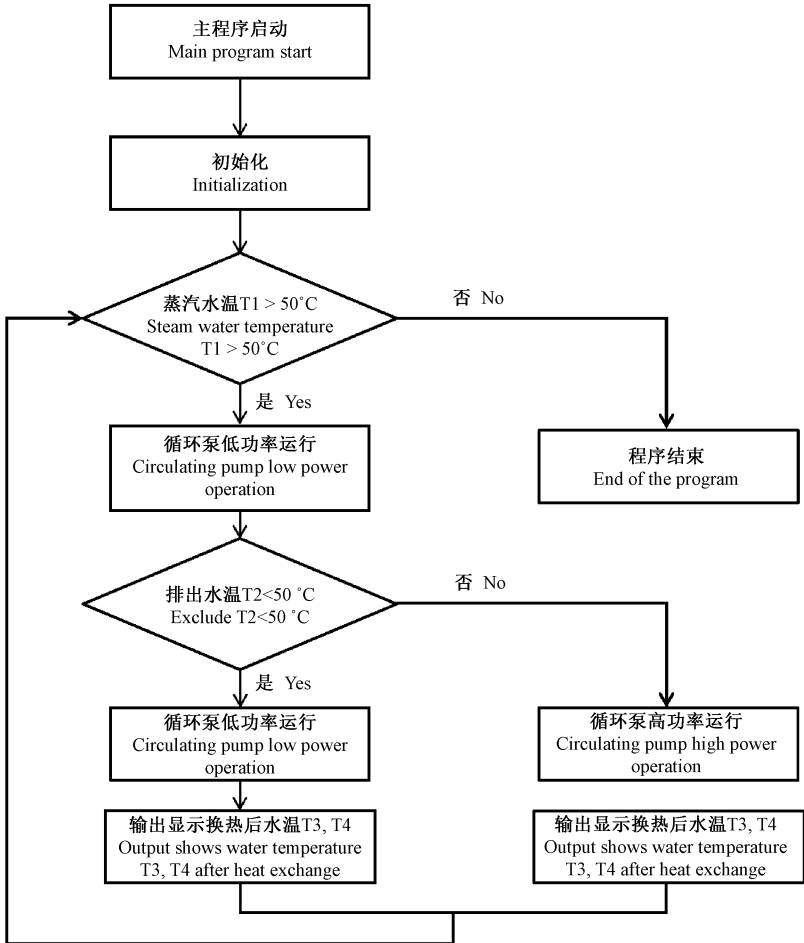 主程序启动
Main program start
初始化
Initialization
蒸汽水温T1 > 50˚C
Steam water temperature
T1 > 50˚C
否 No
是 Yes
循环泵低功率运行
Circulating pump low power
operation
程序结束
End of the program
排出水温T2<50 ˚C
Exclude T2<50 ˚C
否 No
是 Yes
循环泵低功率运行
Circulating pump low power
operation
循环泵高功率运行
Circulating pump high power
operation
输出显示换热后水温T3, T4
Output shows water temperature
T3, T4 after heat exchange
输出显示换热后水温T3, T4
Output shows water temperature
T3, T4 after heat exchange